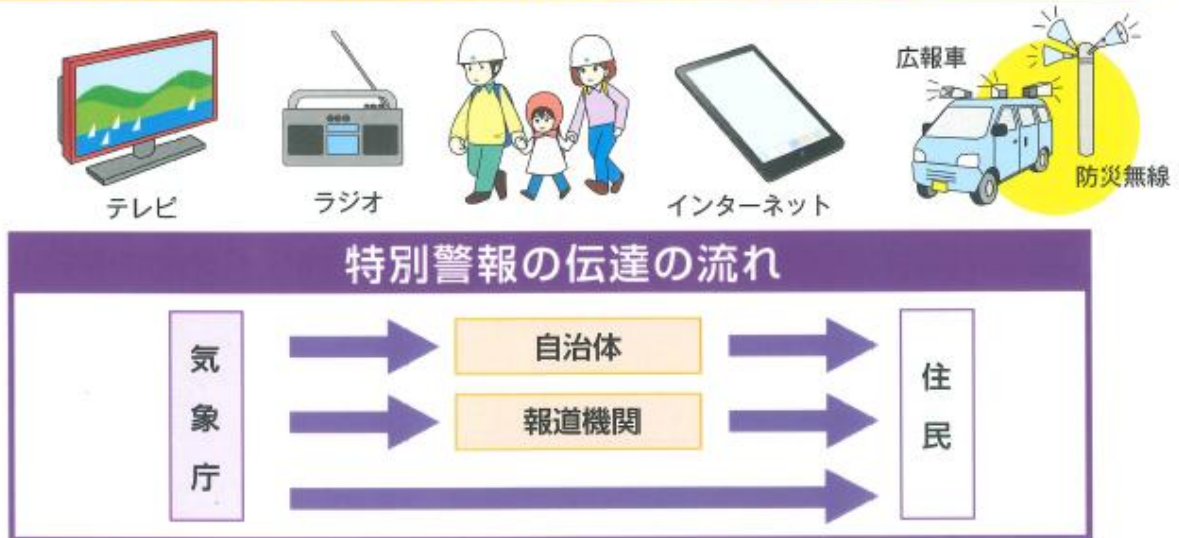 広報車
防災無線
テレビ
ラジオ
インターネット
特別警報の伝達の流れ
気象庁
自治体
報道機関
住民